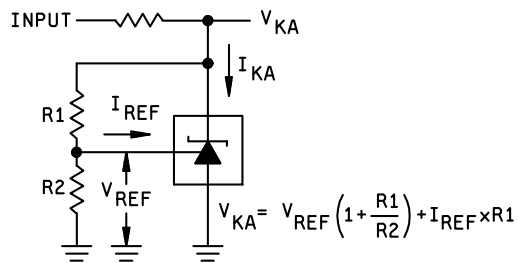 INPUT
V_KA
I_KA
R1
I_REF
R2
V_REF
V_KA = V_REF (1 + R1/R2) + I_REF × R1